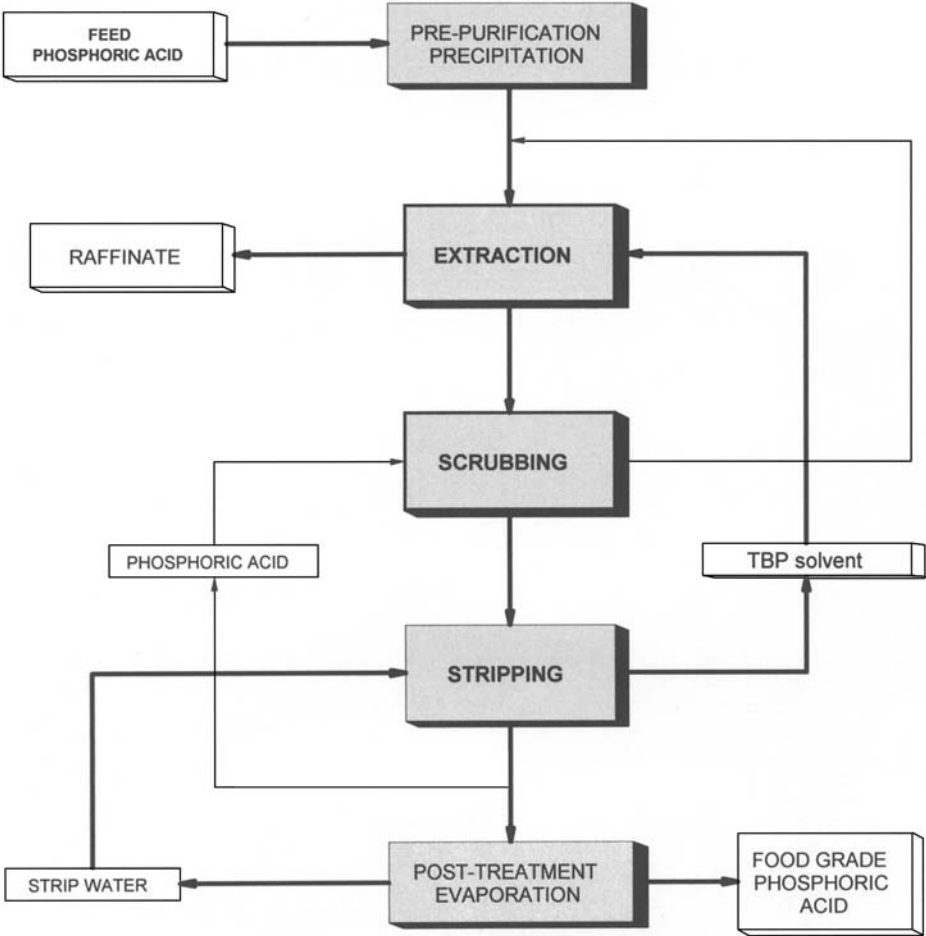 FEED
PHOSPHORIC ACID
PRE-PURIFICATION
PRECIPITATION
RAFFINATE
EXTRACTION
SCRUBBING
PHOSPHORIC ACID
TBP solvent
STRIPPING
STRIP WATER
POST-TREATMENT
EVAPORATION
FOOD GRADE
PHOSPHORIC
ACID